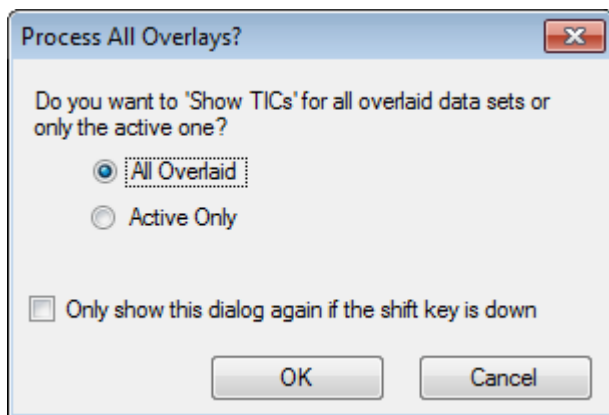 Process All Overlays?
Do you want to 'Show TICs' for all overlaid data sets or
only the active one?
All Overlaid
Active Only
Only show this dialog again if the shift key is down
OK
Cancel